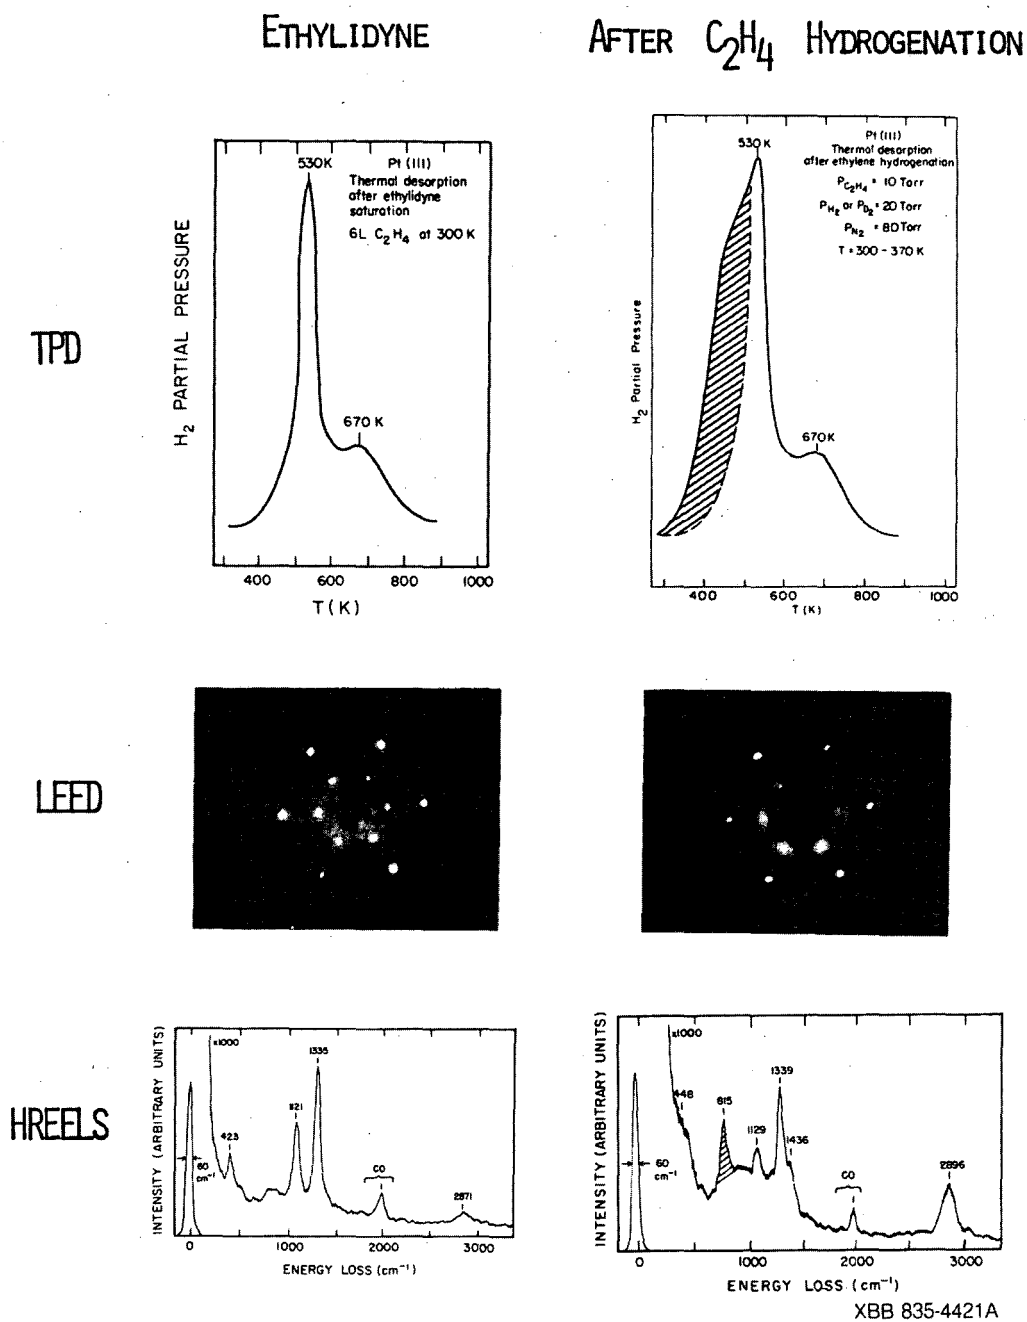 ETHYLIDYNE
AFTER C2H4 HYDROGENATION
TPD
H2 PARTIAL PRESSURE
530K
Pt (111)
Thermal desorption
after ethylidyne
saturation
6L C2H4 at 300K
670 K
400 600 800 1000
T(K)
H2 Partial Pressure
530K
Pt (111)
Thermal desorption
after ethylene hydrogenation
PC2H4 = 10 Torr
PH2 or PD2 = 20 Torr
PN2 = 80 Torr
T = 300 - 370 K
670K
400 600 800 1000
T(K)
LEED
HREELS
INTENSITY (ARBITRARY UNITS)
x1000
60
cm-1
423
1121
1335
CO
2871
0 1000 2000 3000
ENERGY LOSS (cm-1)
INTENSITY (ARBITRARY UNITS)
x1000
60
cm-1
448
815
1129
1339
1436
CO
2896
0 1000 2000 3000
ENERGY LOSS (cm-1)
XBB 835-4421A